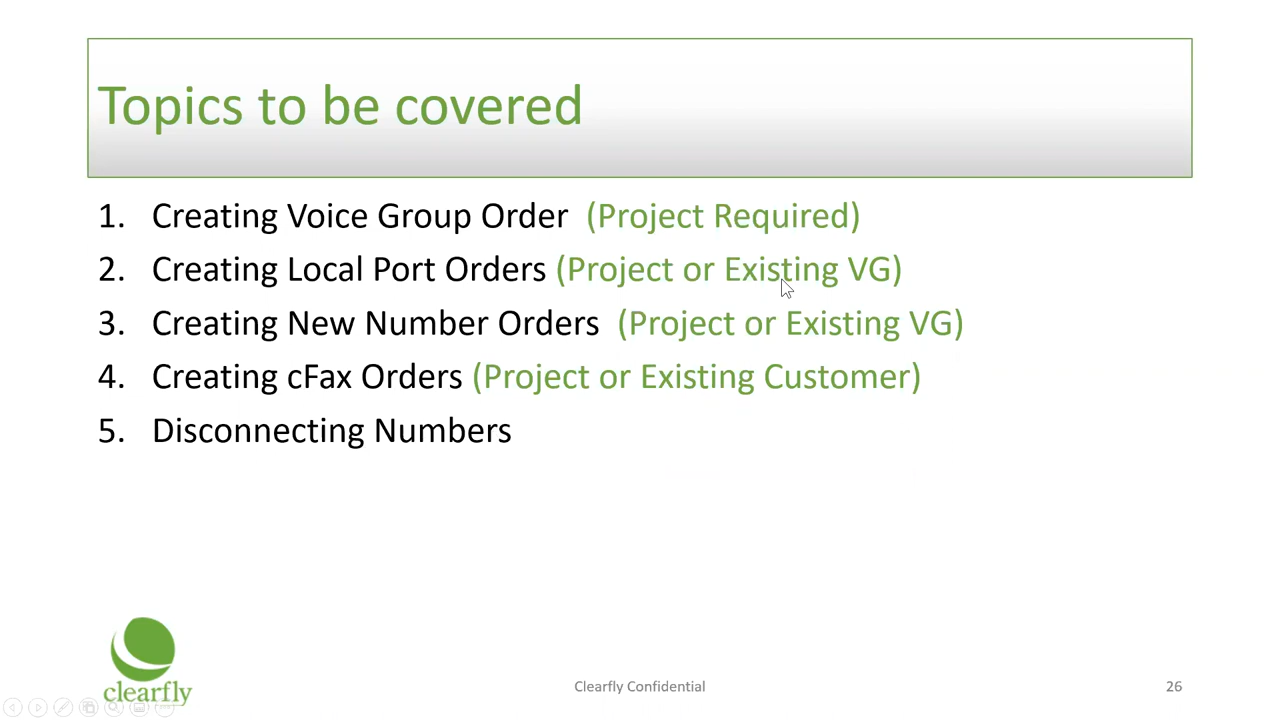 Topics to be covered
1. Creating Voice Group Order (Project Required)
2. Creating Local Port Orders (Project or Existing VG)
3. Creating New Number Orders (Project or Existing VG)
4. Creating cFax Orders (Project or Existing Customer)
5. Disconnecting Numbers
clearfly
Clearfly Confidential
26